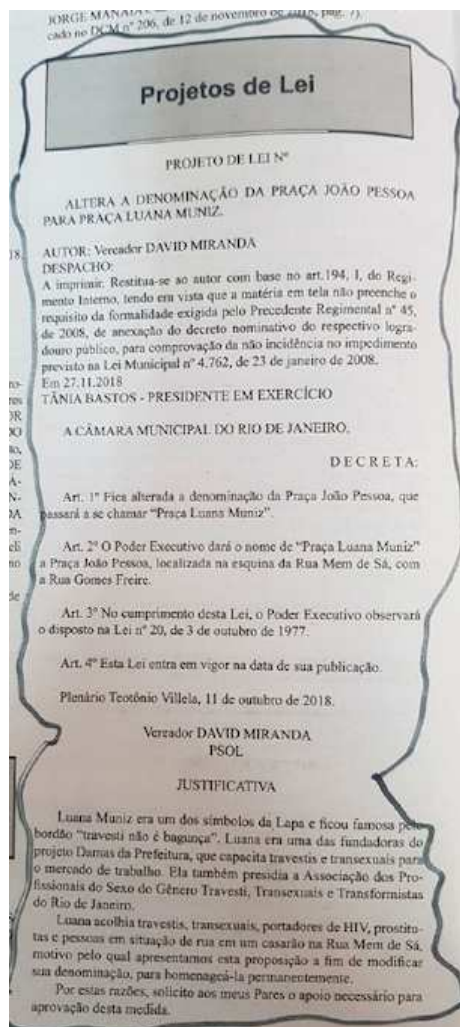 JORGE MANAIA
cado no DCM nº 206, de 12 de novembro de 2018, pág. 7).
Projetos de Lei
PROJETO DE LEI Nº
ALTERA A DENOMINAÇÃO DA PRAÇA JOÃO PESSOA
PARA PRAÇA LUANA MUNIZ.
AUTOR: Vereador DAVID MIRANDA
DESPACHO:
A imprimir. Restitua-se ao autor com base no art.194, I, do Regi-
mento Interno, tendo em vista que a matéria em tela não preenche o
requisito da formalidade exigida pelo Precedente Regimental nº 45,
de 2008, de anexação do decreto nominativo do respectivo logra-
douro público, para comprovação da não incidência no impedimento
previsto na Lei Municipal nº 4.762, de 23 de janeiro de 2008.
Em 27.11.2018
TÂNIA BASTOS - PRESIDENTE EM EXERCÍCIO
A CÂMARA MUNICIPAL DO RIO DE JANEIRO,
DECRETA:
Art. 1º Fica alterada a denominação da Praça João Pessoa, que
passará a se chamar “Praça Luana Muniz”.
Art. 2º O Poder Executivo dará o nome de “Praça Luana Muniz”
a Praça João Pessoa, localizada na esquina da Rua Mem de Sá, com
a Rua Gomes Freire.
Art. 3º No cumprimento desta Lei, o Poder Executivo observará
o disposto na Lei nº 20, de 3 de outubro de 1977.
Art. 4º Esta Lei entra em vigor na data de sua publicação.
Plenário Teotônio Villela, 11 de outubro de 2018.
Vereador DAVID MIRANDA
PSOL
JUSTIFICATIVA
Luana Muniz era um dos símbolos da Lapa e ficou famosa pelo
bordão “travesti não é bagunça”. Luana era uma das fundadoras do
projeto Damas da Prefeitura, que capacita travestis e transexuais para
o mercado de trabalho. Ela também presidia a Associação dos Pro-
fissionais do Sexo do Gênero Travesti, Transexuais e Transformistas
do Rio de Janeiro.
Luana acolhia travestis, transexuais, portadores de HIV, prostitu-
tas e pessoas em situação de rua em um casarão na Rua Mem de Sá,
motivo pelo qual apresentamos esta proposição a fim de modificar
sua denominação, para homenageá-la permanentemente.
Por estas razões, solicito aos meus Pares o apoio necessário para
aprovação desta medida.